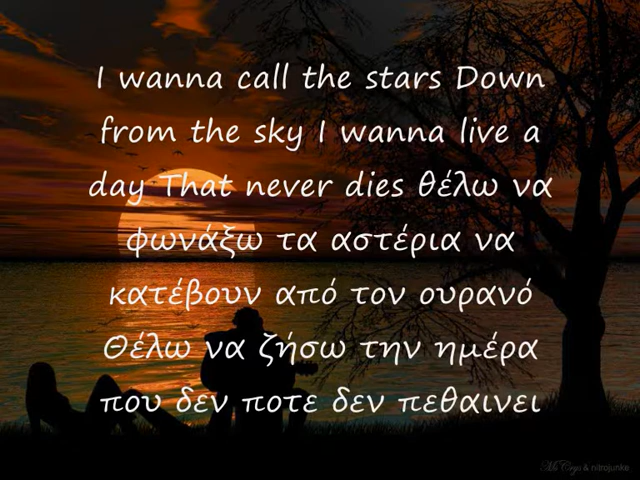 I wanna call the stars Down
from the sky I wanna live a
day That never dies θέλω να
φωνάξω τα αστέρια να
κατέβουν από τον ουρανό
Θέλω να ζήσω την ημέρα
που δεν ποτε δεν πεθαινει
& nitrojunke